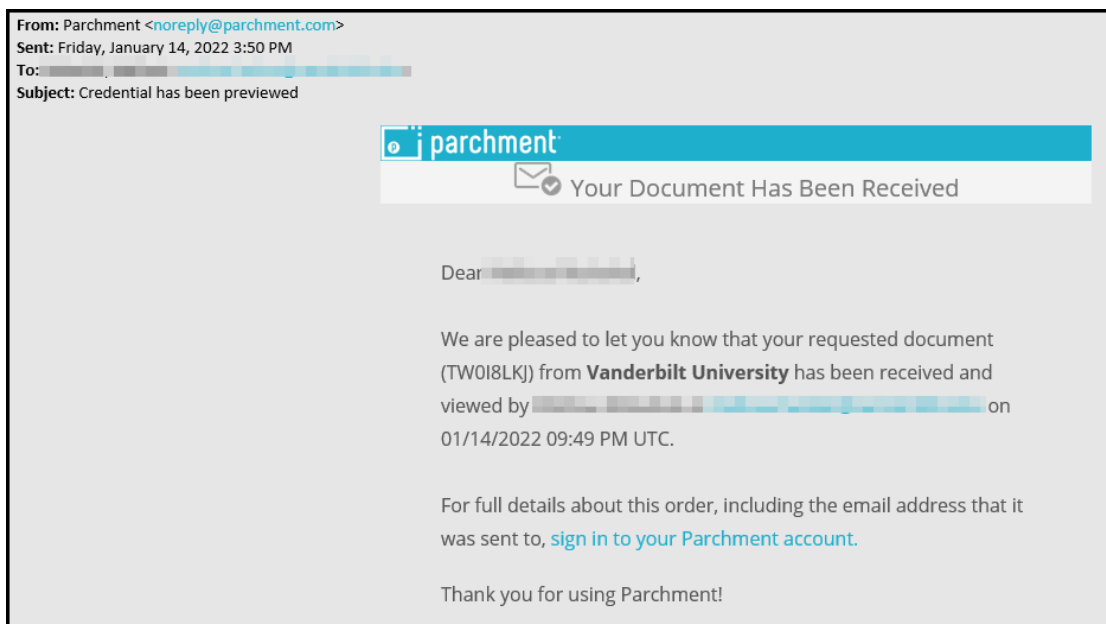 From: Parchment <noreply@parchment.com>
Sent: Friday, January 14, 2022 3:50 PM
To:
Subject: Credential has been previewed
parchment
Your Document Has Been Received
Dear ,
We are pleased to let you know that your requested document
(TW0I8LKJ) from Vanderbilt University has been received and
viewed by on
01/14/2022 09:49 PM UTC.
For full details about this order, including the email address that it
was sent to, sign in to your Parchment account.
Thank you for using Parchment!